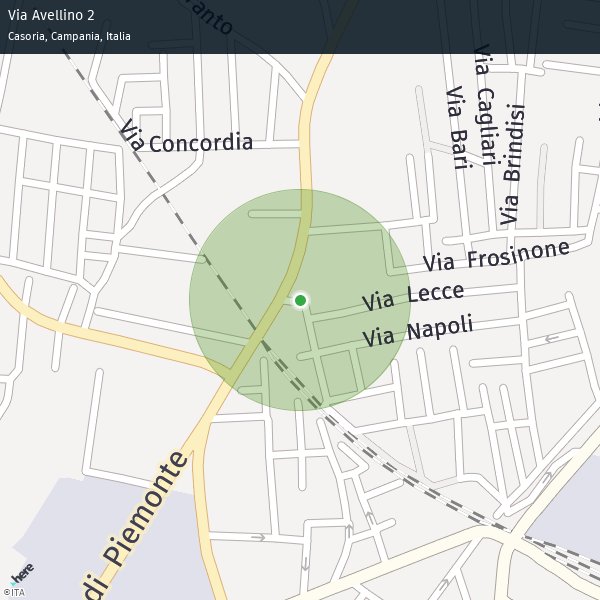 Via Avellino 2
Casoria, Campania, Italia
Via Concordia
Via Cagliari
Via Bari
Via Brindisi
Via Frosinone
Via Lecce
Via Napoli
di Piemonte
here
©ITA